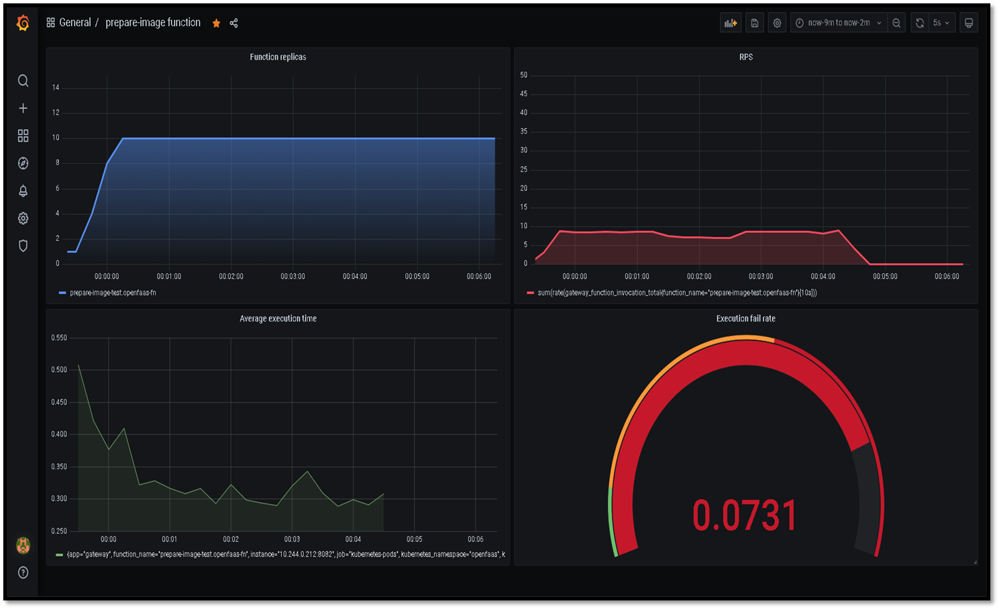 General / prepare-image function
now-9m to now-2m
5s
Function replicas
14
12
10
8
6
4
2
0
00:00:00 00:01:00 00:02:00 00:03:00 00:04:00 00:05:00 00:06:00
prepare-image-test.openfaas-fn
RPS
50
45
40
35
30
25
20
15
10
5
0
00:00:00 00:01:00 00:02:00 00:03:00 00:04:00 00:05:00 00:06:00
sum(rate(gateway_function_invocation_total{function_name="prepare-image-test.openfaas-fn"}[10s]))
Average execution time
0.550
0.500
0.450
0.400
0.350
0.300
0.250
00:00 00:01 00:02 00:03 00:04 00:05 00:06
{app="gateway", function_name="prepare-image-test.openfaas-fn", instance="10.244.0.212:8082", job="kubernetes-pods", kubernetes_namespace="openfaas", k
Execution fail rate
0.0731